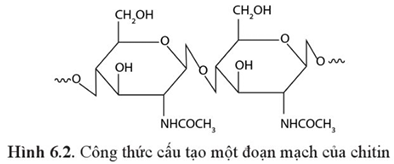 CH₂OH CH₂OH
O O
O OH O OH O
NHCOCH₃ NHCOCH₃
Hình 6.2. Công thức cấu tạo một đoạn mạch của chitin